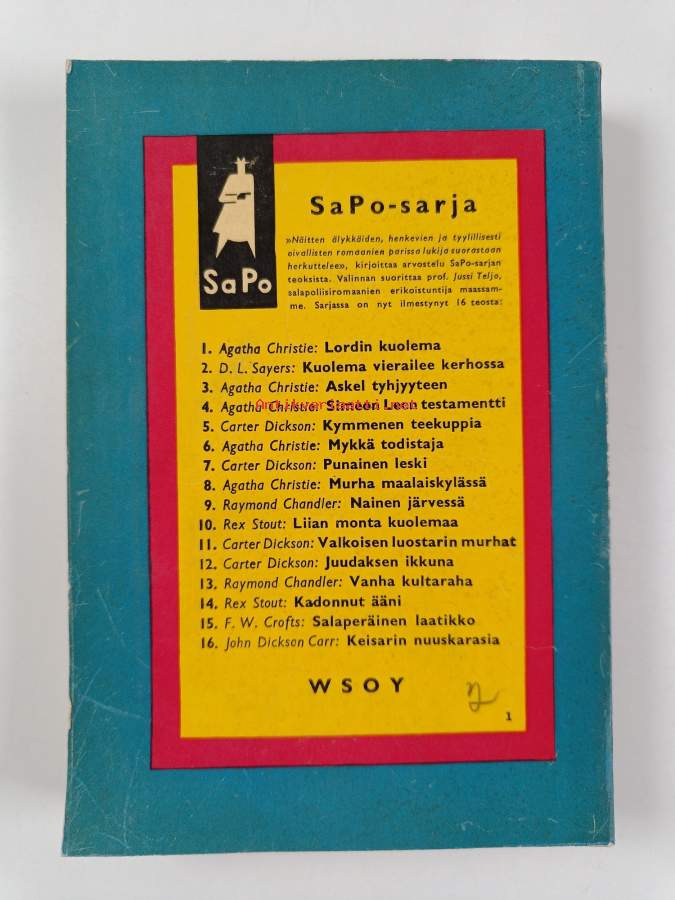 SaPo
SaPo-sarja
»Näitten älykkäiden, henkevien ja tyylillisesti
oivallisten romaanien parissa lukija suorastaan
herkuttelee», kirjoittaa arvostelu SaPo-sarjan
teoksista. Valinnan suorittaa prof. Jussi Teljo,
salapoliisiromaanien erikoistuntija maassam-
me. Sarjassa on nyt ilmestynyt 16 teosta:
1. Agatha Christie: Lordin kuolema
2. D. L. Sayers: Kuolema vierailee kerhossa
3. Agatha Christie: Askel tyhjyyteen
4. Agatha Christie: Simeon Leen testamentti
Antikvariaatti.net
5. Carter Dickson: Kymmenen teekuppia
6. Agatha Christie: Mykkä todistaja
7. Carter Dickson: Punainen leski
8. Agatha Christie: Murha maalaiskylässä
9. Raymond Chandler: Nainen järvessä
10. Rex Stout: Liian monta kuolemaa
11. Carter Dickson: Valkoisen luostarin murhat
12. Carter Dickson: Juudaksen ikkuna
13. Raymond Chandler: Vanha kultaraha
14. Rex Stout: Kadonnut ääni
15. F. W. Crofts: Salaperäinen laatikko
16. John Dickson Carr: Keisarin nuuskarasia
WSOY
1